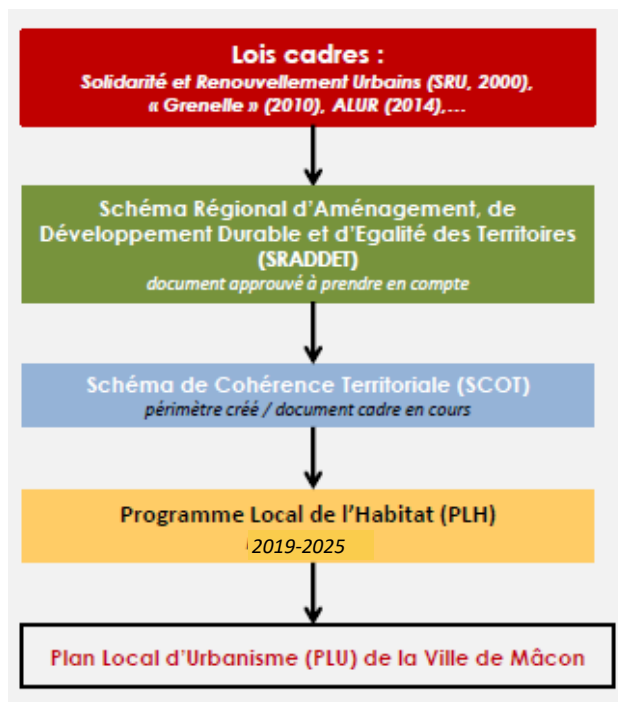 Lois cadres :
Solidarité et Renouvellement Urbains (SRU, 2000),
« Grenelle » (2010), ALUR (2014),...
Schéma Régional d'Aménagement, de
Développement Durable et d'Egalité des Territoires
(SRADDET)
document approuvé à prendre en compte
Schéma de Cohérence Territoriale (SCOT)
périmètre créé / document cadre en cours
Programme Local de l'Habitat (PLH)
2019-2025
Plan Local d'Urbanisme (PLU) de la Ville de Mâcon